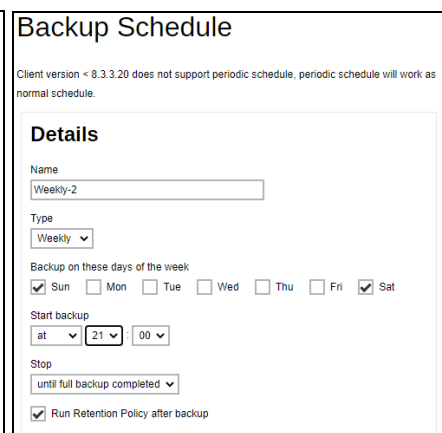 Backup Schedule
Client version < 8.3.3.20 does not support periodic schedule, periodic schedule will work as
normal schedule.
Details
Name
Weekly-2
Type
Weekly
Backup on these days of the week
Sun Mon Tue Wed Thu Fri Sat
Start backup
at 21 : 00
Stop
until full backup completed
Run Retention Policy after backup